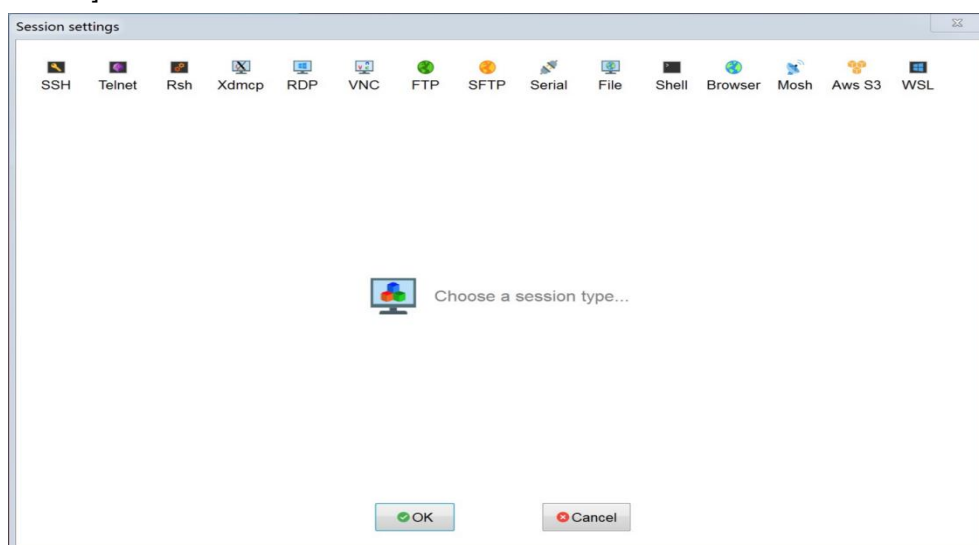 ]
Session settings
SSH Telnet Rsh Xdmcp RDP VNC FTP SFTP Serial File Shell Browser Mosh Aws S3 WSL
Choose a session type...
OK Cancel